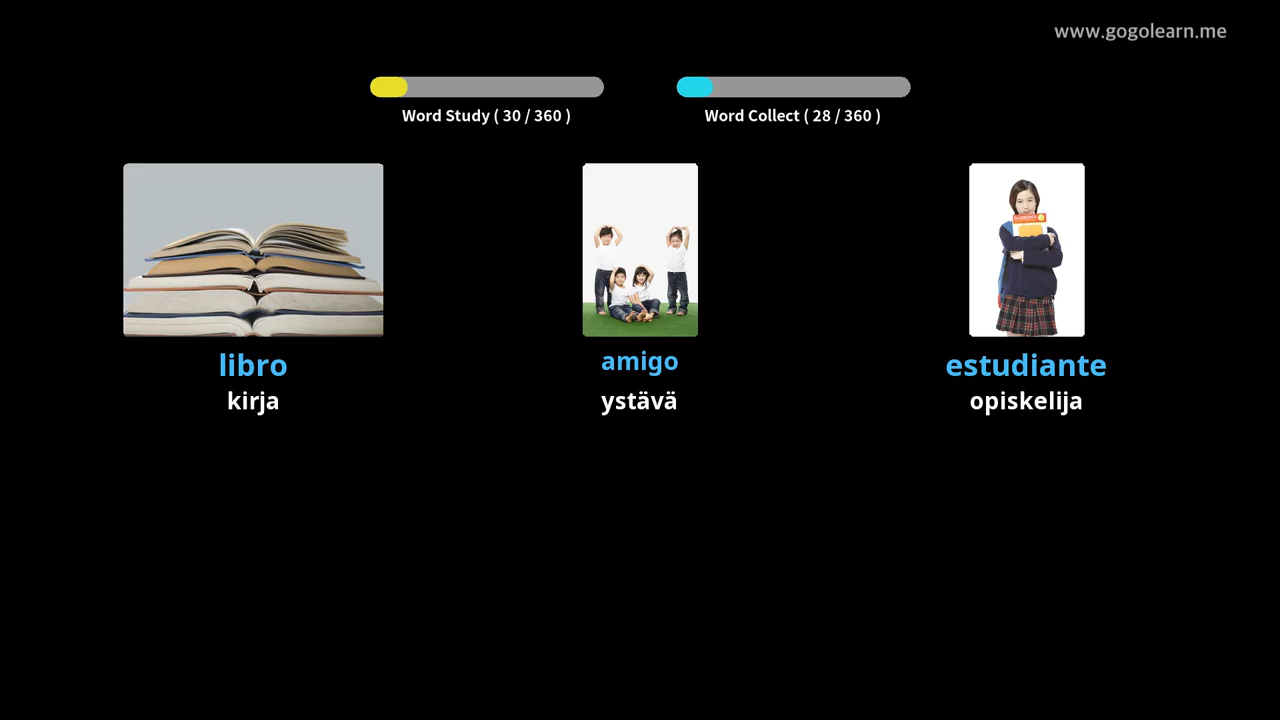 www.gogolearn.me
Word Study ( 30 / 360 )
Word Collect ( 28 / 360 )
libro
kirja
amigo
ystävä
estudiante
opiskelija